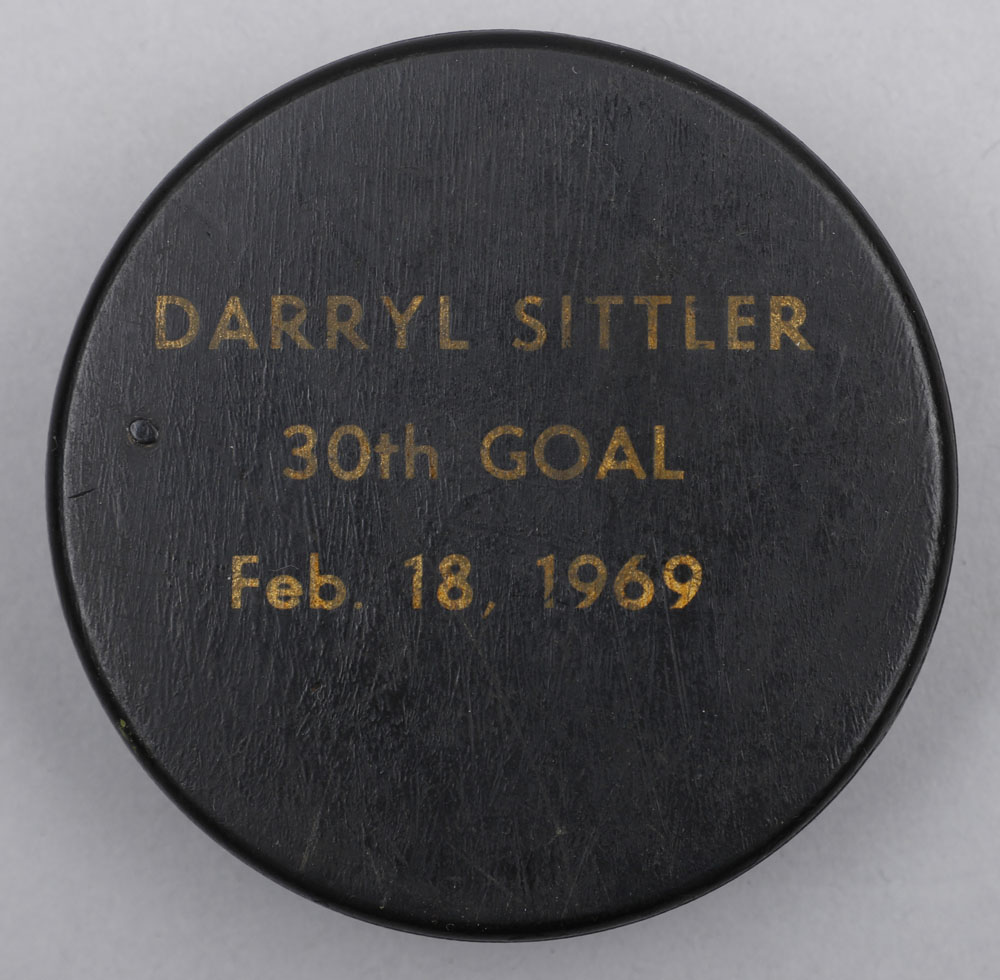 DARRYL SITTLER
30th GOAL
Feb. 18, 1969